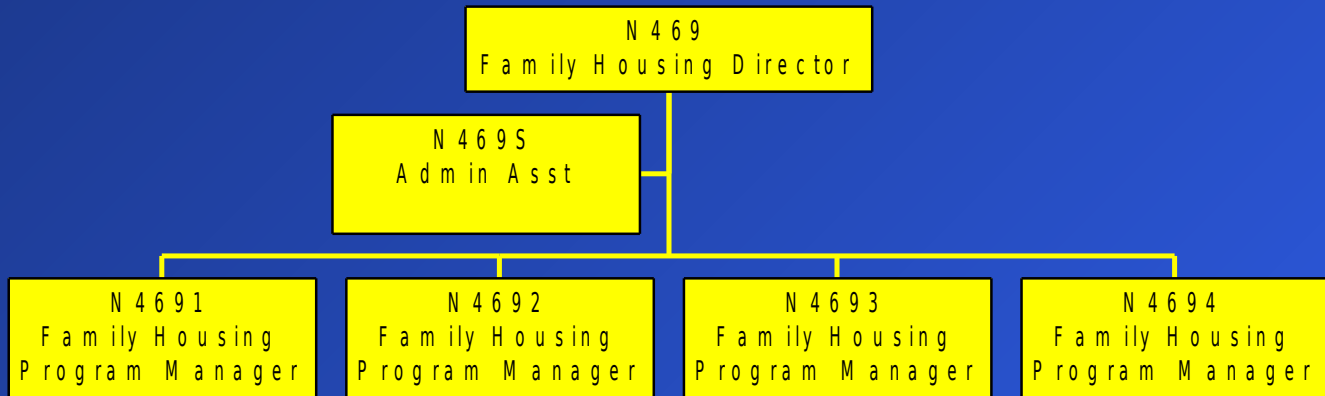 N469
Family Housing Director
N469S
Admin Asst
N4691
Family Housing
Program Manager
N4692
Family Housing
Program Manager
N4693
Family Housing
Program Manager
N4694
Family Housing
Program Manager